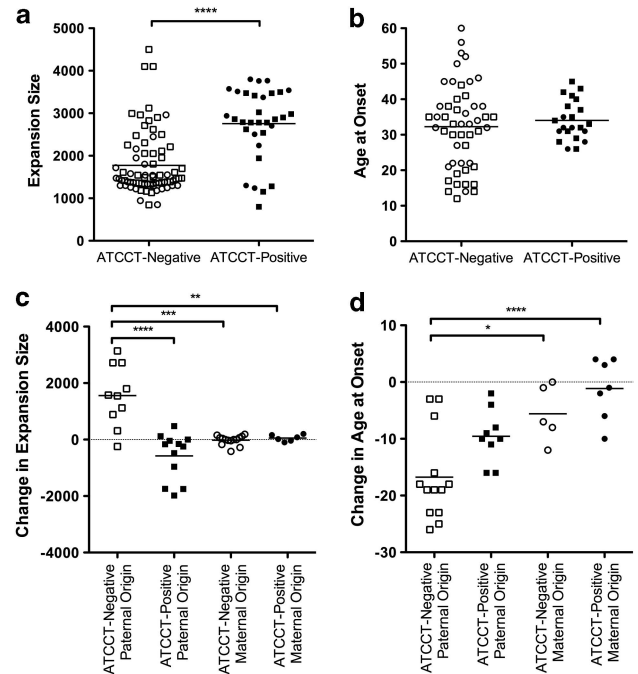 a
****
Expansion Size
5000
4000
3000
2000
1000
0
ATCCT-Negative
ATCCT-Positive
b
Age at Onset
60
50
40
30
20
10
0
ATCCT-Negative
ATCCT-Positive
c
**
***
****
Change in Expansion Size
4000
2000
0
-2000
-4000
ATCCT-Negative
Paternal Origin
ATCCT-Positive
Paternal Origin
ATCCT-Negative
Maternal Origin
ATCCT-Positive
Maternal Origin
d
****
*
Change in Age at Onset
10
0
-10
-20
-30
ATCCT-Negative
Paternal Origin
ATCCT-Positive
Paternal Origin
ATCCT-Negative
Maternal Origin
ATCCT-Positive
Maternal Origin